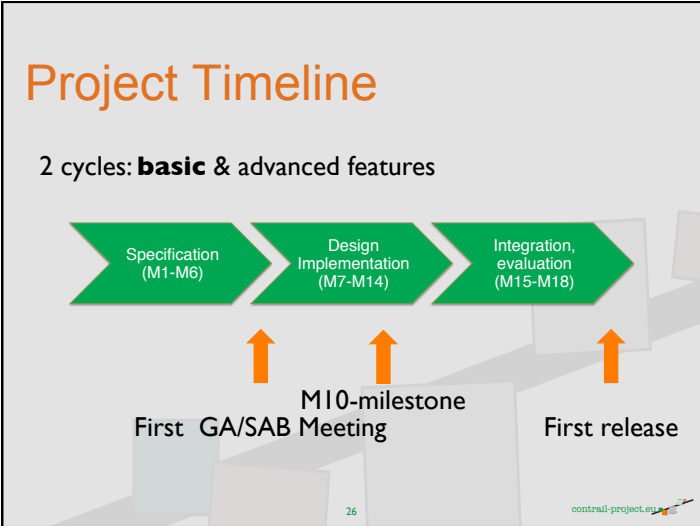 Project Timeline
2 cycles: basic & advanced features
Specification
(M1-M6)
Design
Implementation
(M7-M14)
Integration,
evaluation
(M15-M18)
M10-milestone
First GA/SAB Meeting
First release
26
contrail-project.eu